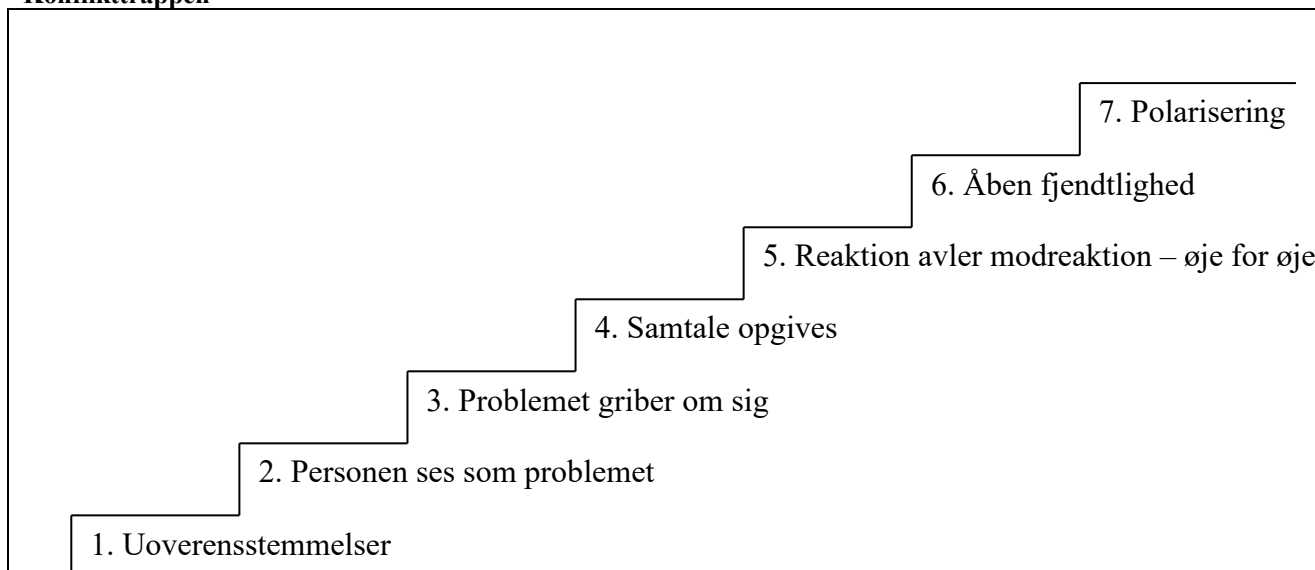 Konflikttrappen
7. Polarisering
6. Åben fjendtlighed
5. Reaktion avler modreaktion – øje for øje
4. Samtale opgives
3. Problemet griber om sig
2. Personen ses som problemet
1. Uoverensstemmelser